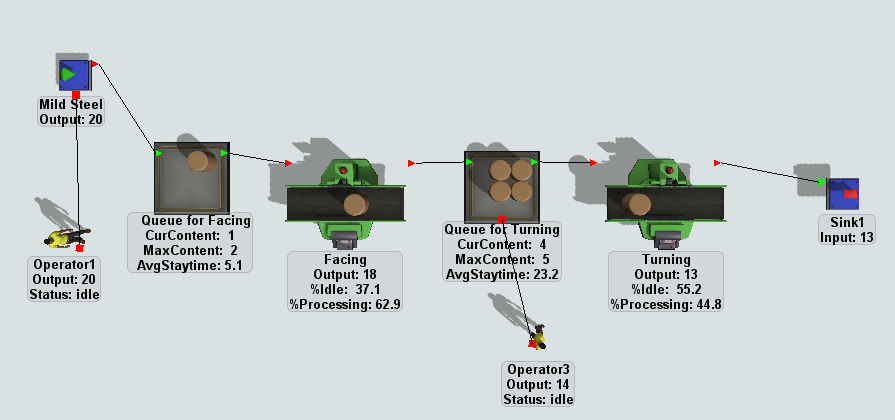 Mild Steel
Output: 20
Operator1
Output: 20
Status: idle
Queue for Facing
CurContent: 1
MaxContent: 2
AvgStaytime: 5.1
Facing
Output: 18
%Idle: 37.1
%Processing: 62.9
Queue for Turning
CurContent: 4
MaxContent: 5
AvgStaytime: 23.2
Operator3
Output: 14
Status: idle
Turning
Output: 13
%Idle: 55.2
%Processing: 44.8
Sink1
Input: 13